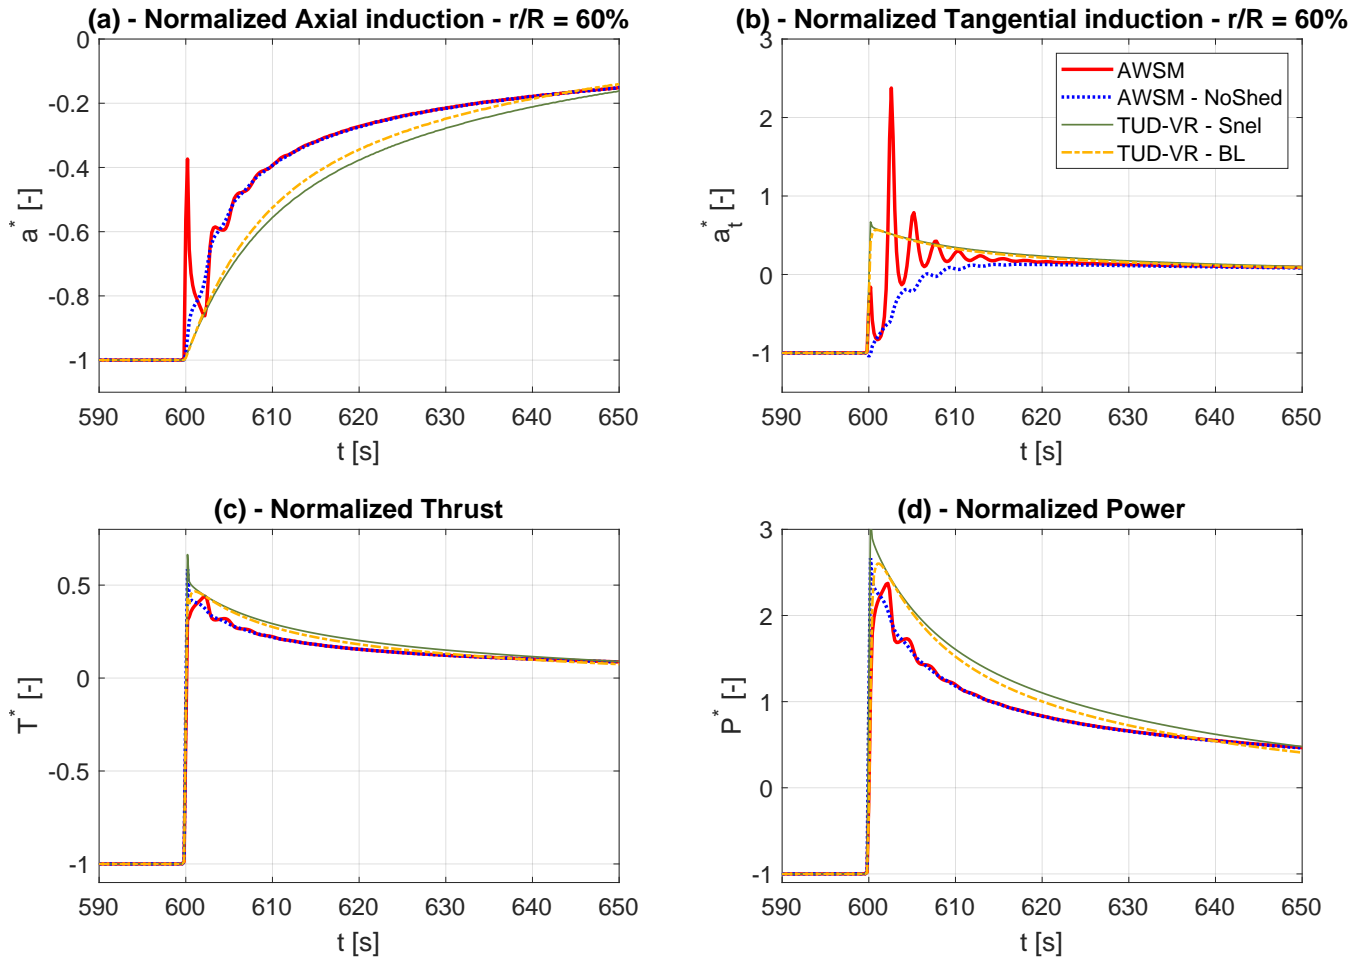 (a) - Normalized Axial induction - r/R = 60%
0
-0.2
-0.4
-0.6
-0.8
-1
a* [-]
590 600 610 620 630 640 650
t [s]
(b) - Normalized Tangential induction - r/R = 60%
3
2
1
0
-1
a_t* [-]
AWSM
AWSM - NoShed
TUD-VR - Snel
TUD-VR - BL
590 600 610 620 630 640 650
t [s]
(c) - Normalized Thrust
0.5
0
-0.5
-1
T* [-]
590 600 610 620 630 640 650
t [s]
(d) - Normalized Power
3
2
1
0
-1
P* [-]
590 600 610 620 630 640 650
t [s]